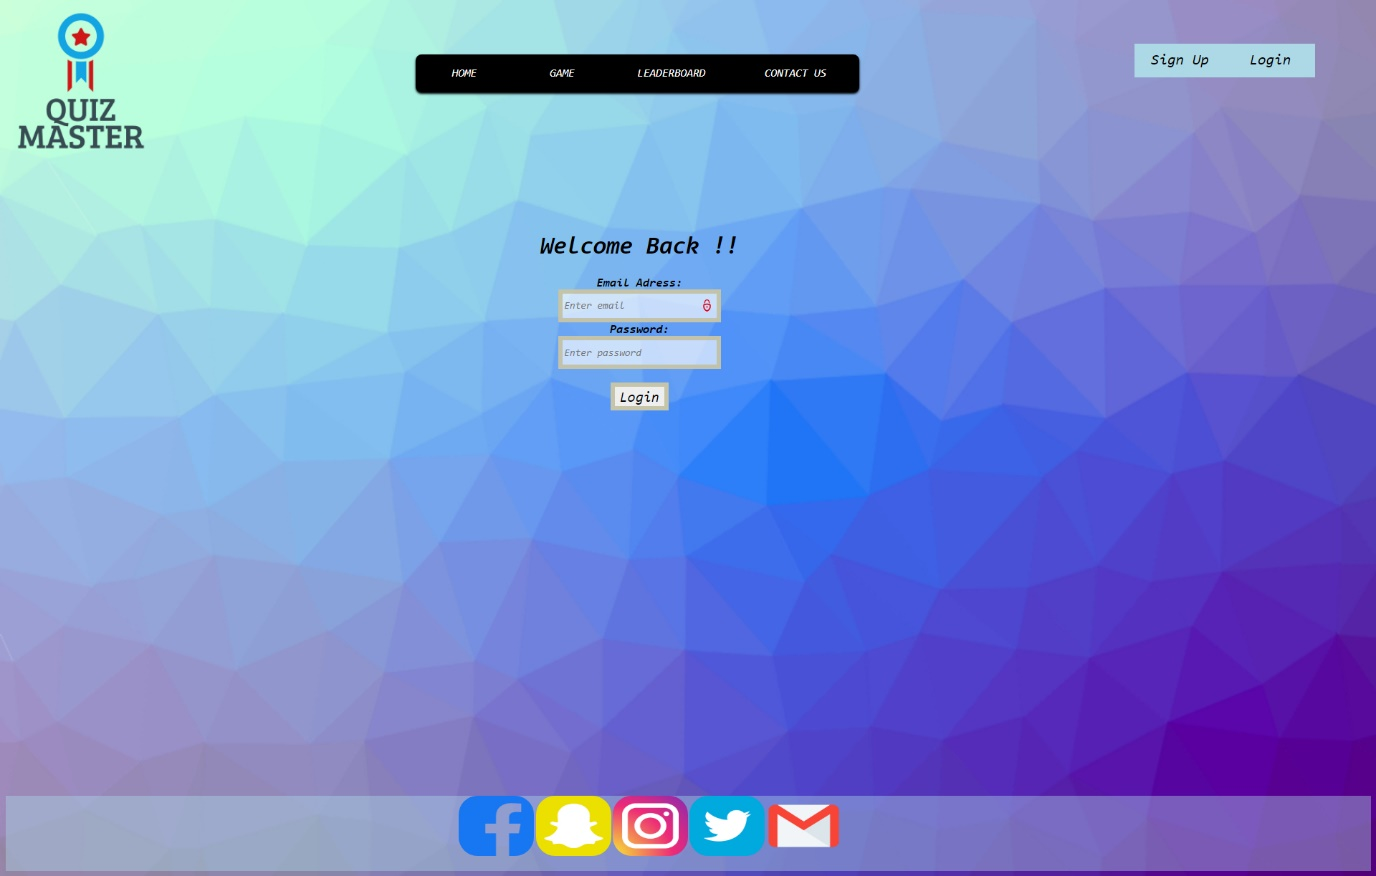 QUIZ
MASTER
HOME GAME LEADERBOARD CONTACT US
Sign Up Login
Welcome Back !!
Email Adress:
Enter email
Password:
Enter password
Login